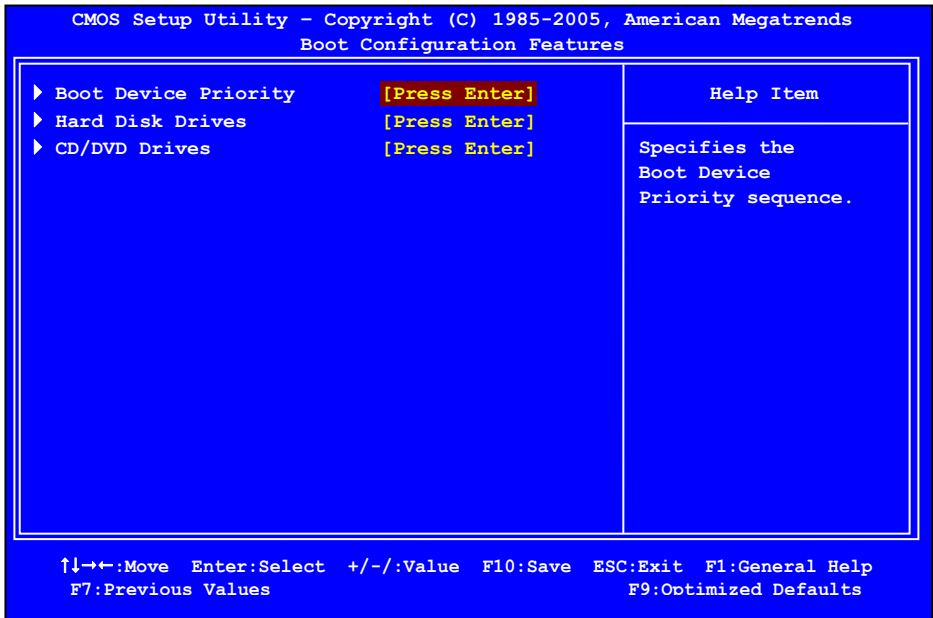 CMOS Setup Utility – Copyright (C) 1985-2005, American Megatrends
Boot Configuration Features
Boot Device Priority [Press Enter]
Hard Disk Drives [Press Enter]
CD/DVD Drives [Press Enter]
Help Item
Specifies the
Boot Device
Priority sequence.
↑↓→←:Move Enter:Select +/-/:Value F10:Save ESC:Exit F1:General Help
F7:Previous Values F9:Optimized Defaults